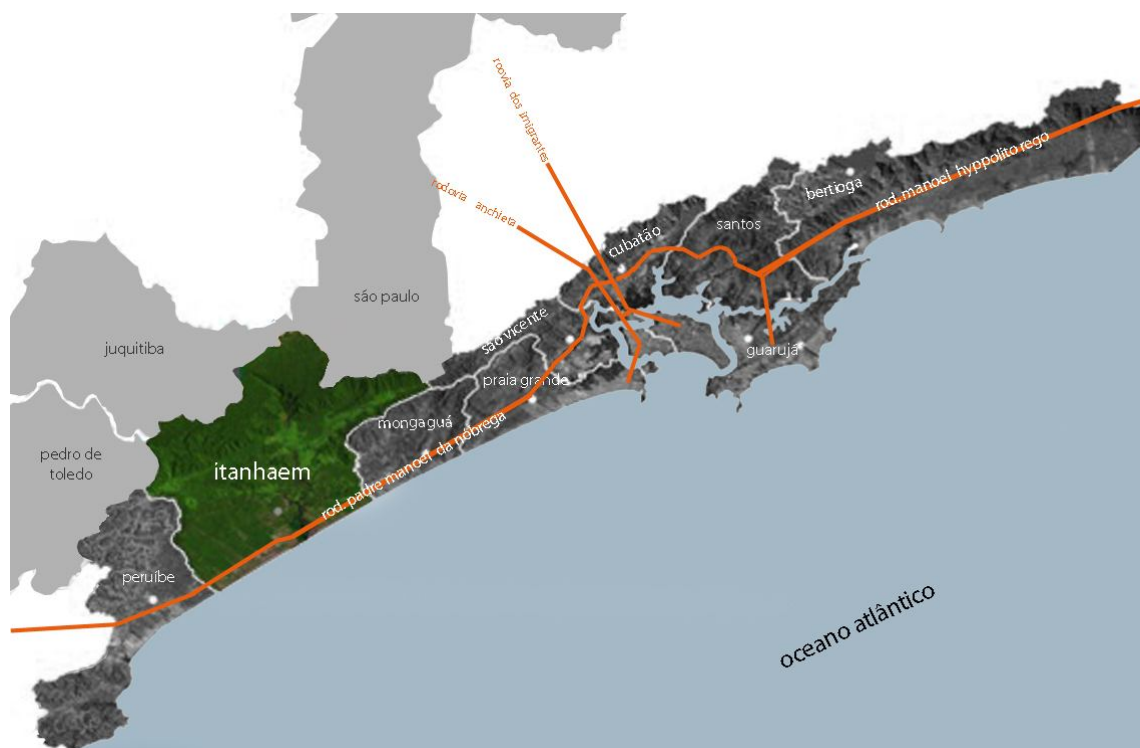 roovia dos imigrantes
rodovia anchieta
rod. manoel hyppolito rego
bertioga
santos
cubatão
são paulo
são vicente
juquitiba
guarujá
praia grande
mongaguá
rod. padre manoel da nóbrega
pedro de
toledo
itanhaem
peruíbe
oceano atlântico